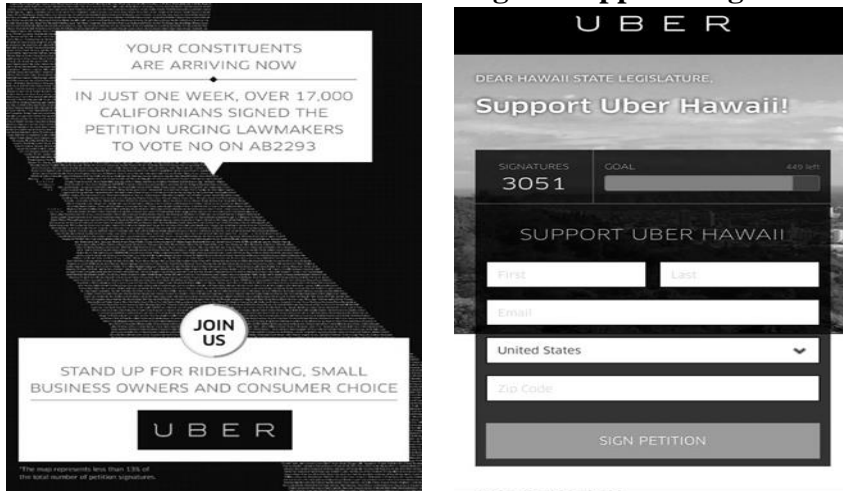 YOUR CONSTITUENTS
ARE ARRIVING NOW
IN JUST ONE WEEK, OVER 17,000
CALIFORNIANS SIGNED THE
PETITION URGING LAWMAKERS
TO VOTE NO ON AB2293
JOIN
US
STAND UP FOR RIDESHARING, SMALL
BUSINESS OWNERS AND CONSUMER CHOICE
UBER
*The map represents less than 13% of
the total number of petition signatures.
UBER
DEAR HAWAII STATE LEGISLATURE,
Support Uber Hawaii!
SIGNATURES
3051
GOAL
449 left
SUPPORT UBER HAWAII
First
Last
Email
United States
Zip Code
SIGN PETITION